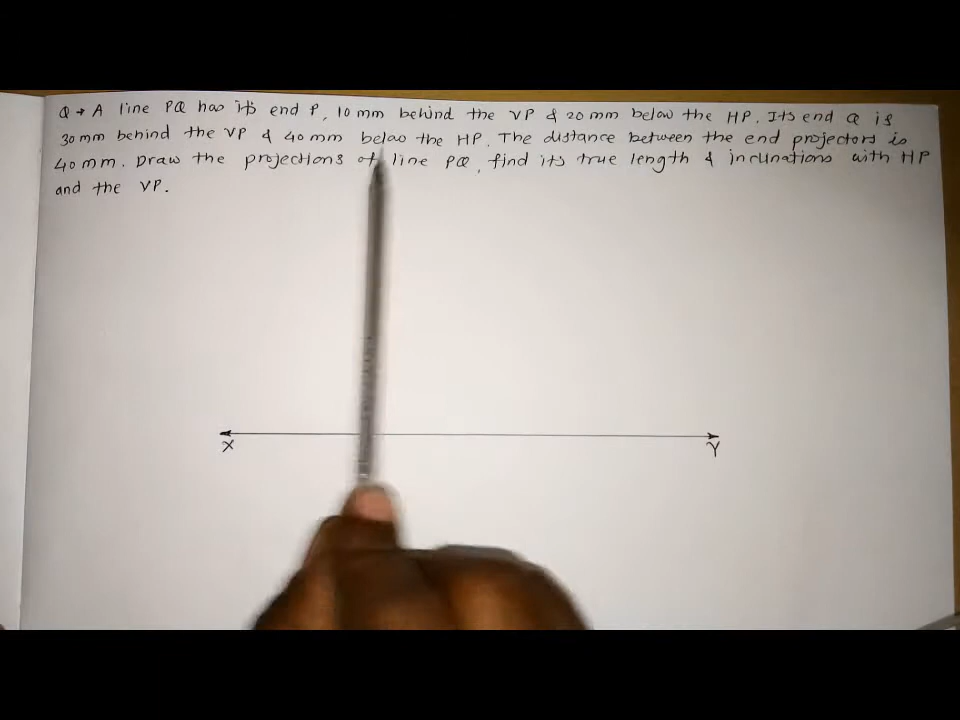 Q → A line PQ has its end P, 10 mm behind the VP & 20 mm below the HP. Its end Q is
30 mm behind the VP & 40 mm below the HP. The distance between the end projectors is
40 mm. Draw the projections of line PQ, find its true length & inclinations with HP
and the VP.
X Y